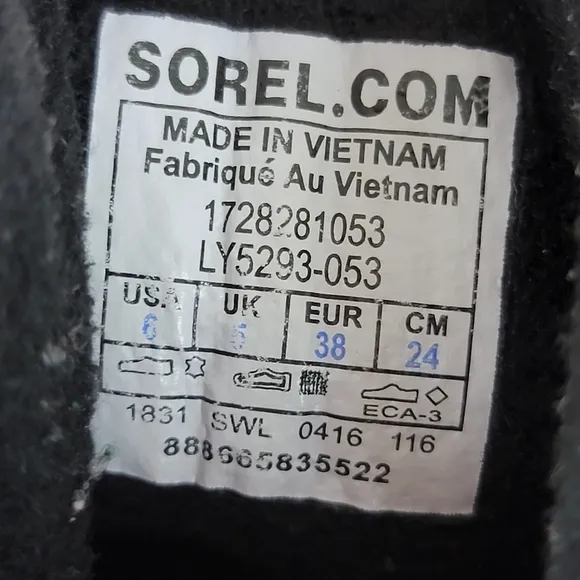 SOREL.COM
MADE IN VIETNAM
Fabriqué Au Vietnam
1728281053
LY5293-053
USA UK EUR CM
6 5 38 24
ECA-3
1831 SWL 0416 116
888665835522